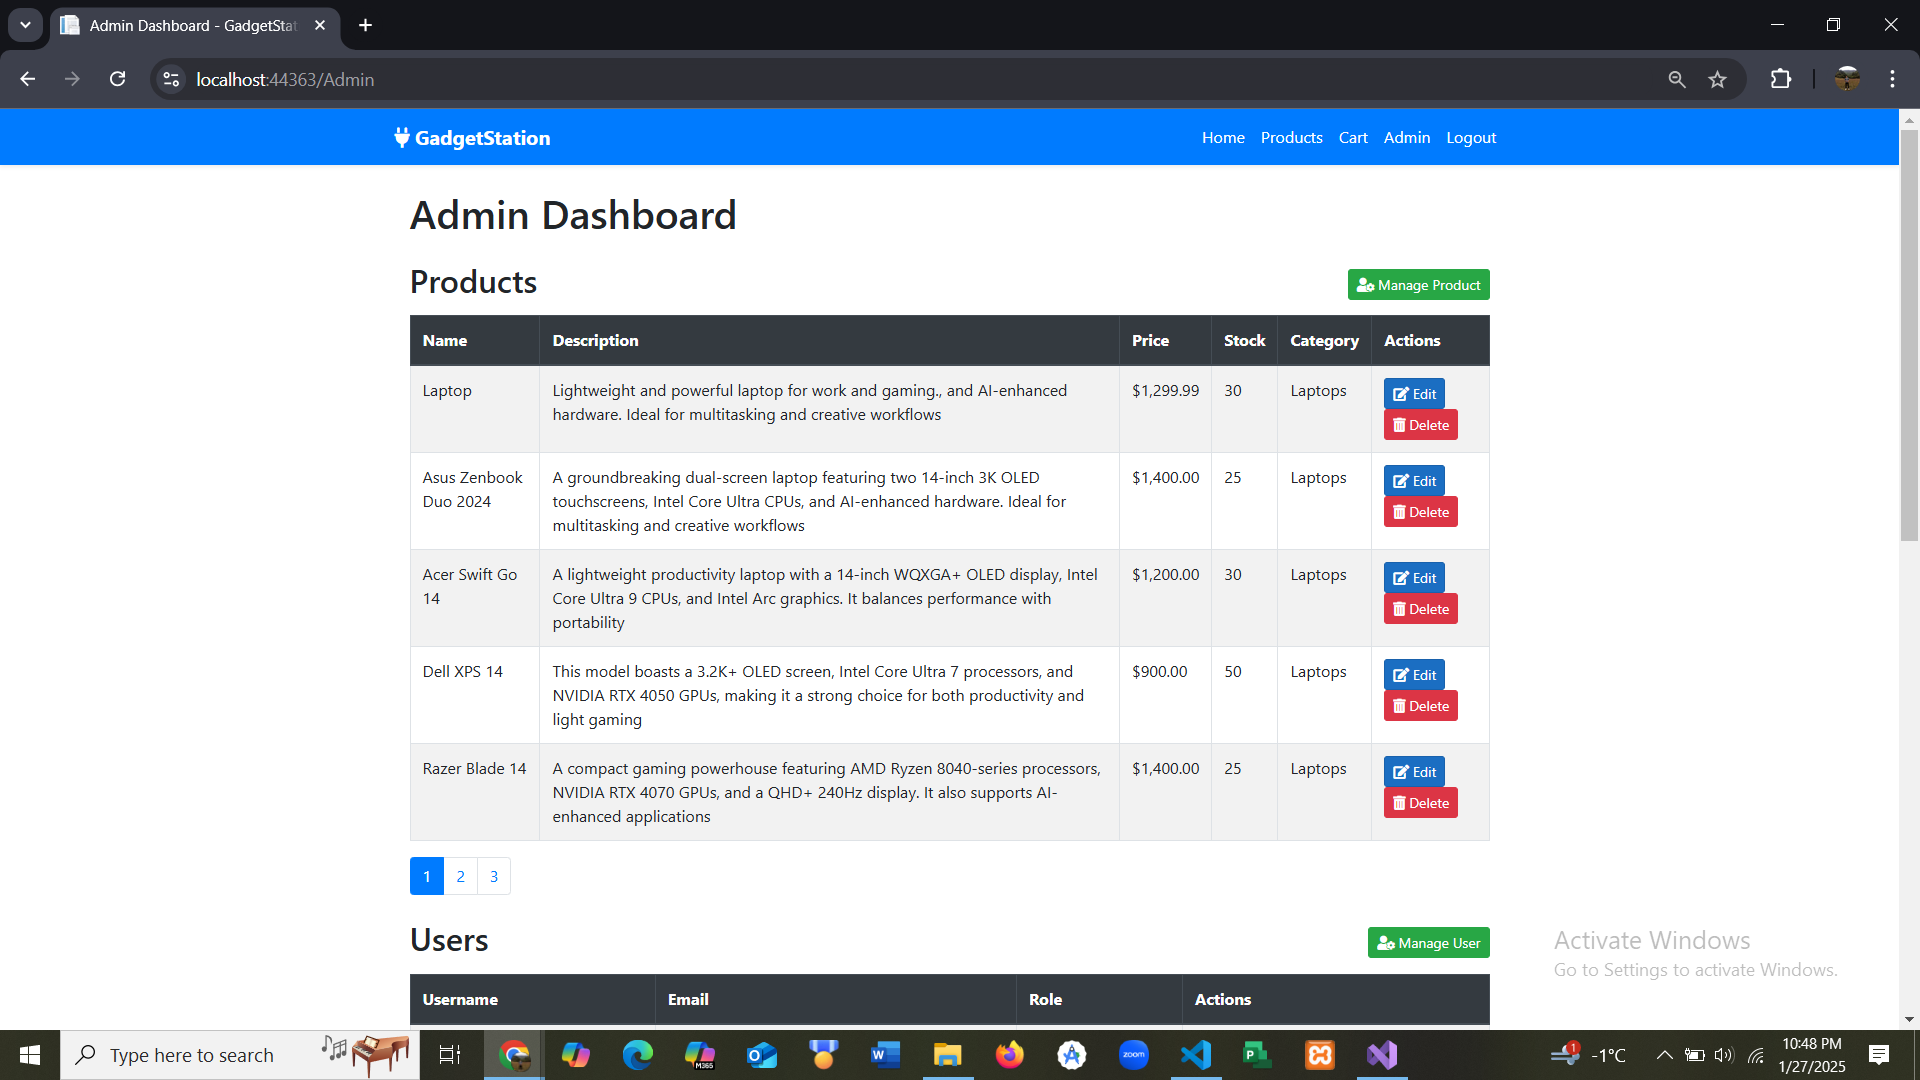 Admin Dashboard - GadgetStat
localhost:44363/Admin
GadgetStation
Home Products Cart Admin Logout
Admin Dashboard
Products
Manage Product
Name Description Price Stock Category Actions
Laptop Lightweight and powerful laptop for work and gaming., and AI-enhanced $1,299.99 30 Laptops Edit
hardware. Ideal for multitasking and creative workflows
Delete
Asus Zenbook A groundbreaking dual-screen laptop featuring two 14-inch 3K OLED $1,400.00 25 Laptops Edit
Duo 2024 touchscreens, Intel Core Ultra CPUs, and AI-enhanced hardware. Ideal for
Delete
multitasking and creative workflows
Acer Swift Go A lightweight productivity laptop with a 14-inch WQXGA+ OLED display, Intel $1,200.00 30 Laptops Edit
14 Core Ultra 9 CPUs, and Intel Arc graphics. It balances performance with
Delete
portability
Dell XPS 14 This model boasts a 3.2K+ OLED screen, Intel Core Ultra 7 processors, and $900.00 50 Laptops Edit
NVIDIA RTX 4050 GPUs, making it a strong choice for both productivity and
Delete
light gaming
Razer Blade 14 A compact gaming powerhouse featuring AMD Ryzen 8040-series processors, $1,400.00 25 Laptops Edit
NVIDIA RTX 4070 GPUs, and a QHD+ 240Hz display. It also supports AI-
Delete
enhanced applications
1 2 3
Users
Manage User
Activate Windows
Go to Settings to activate Windows.
Username Email Role Actions
Type here to search
M365
zoom
1
-1°C
10:48 PM
1/27/2025